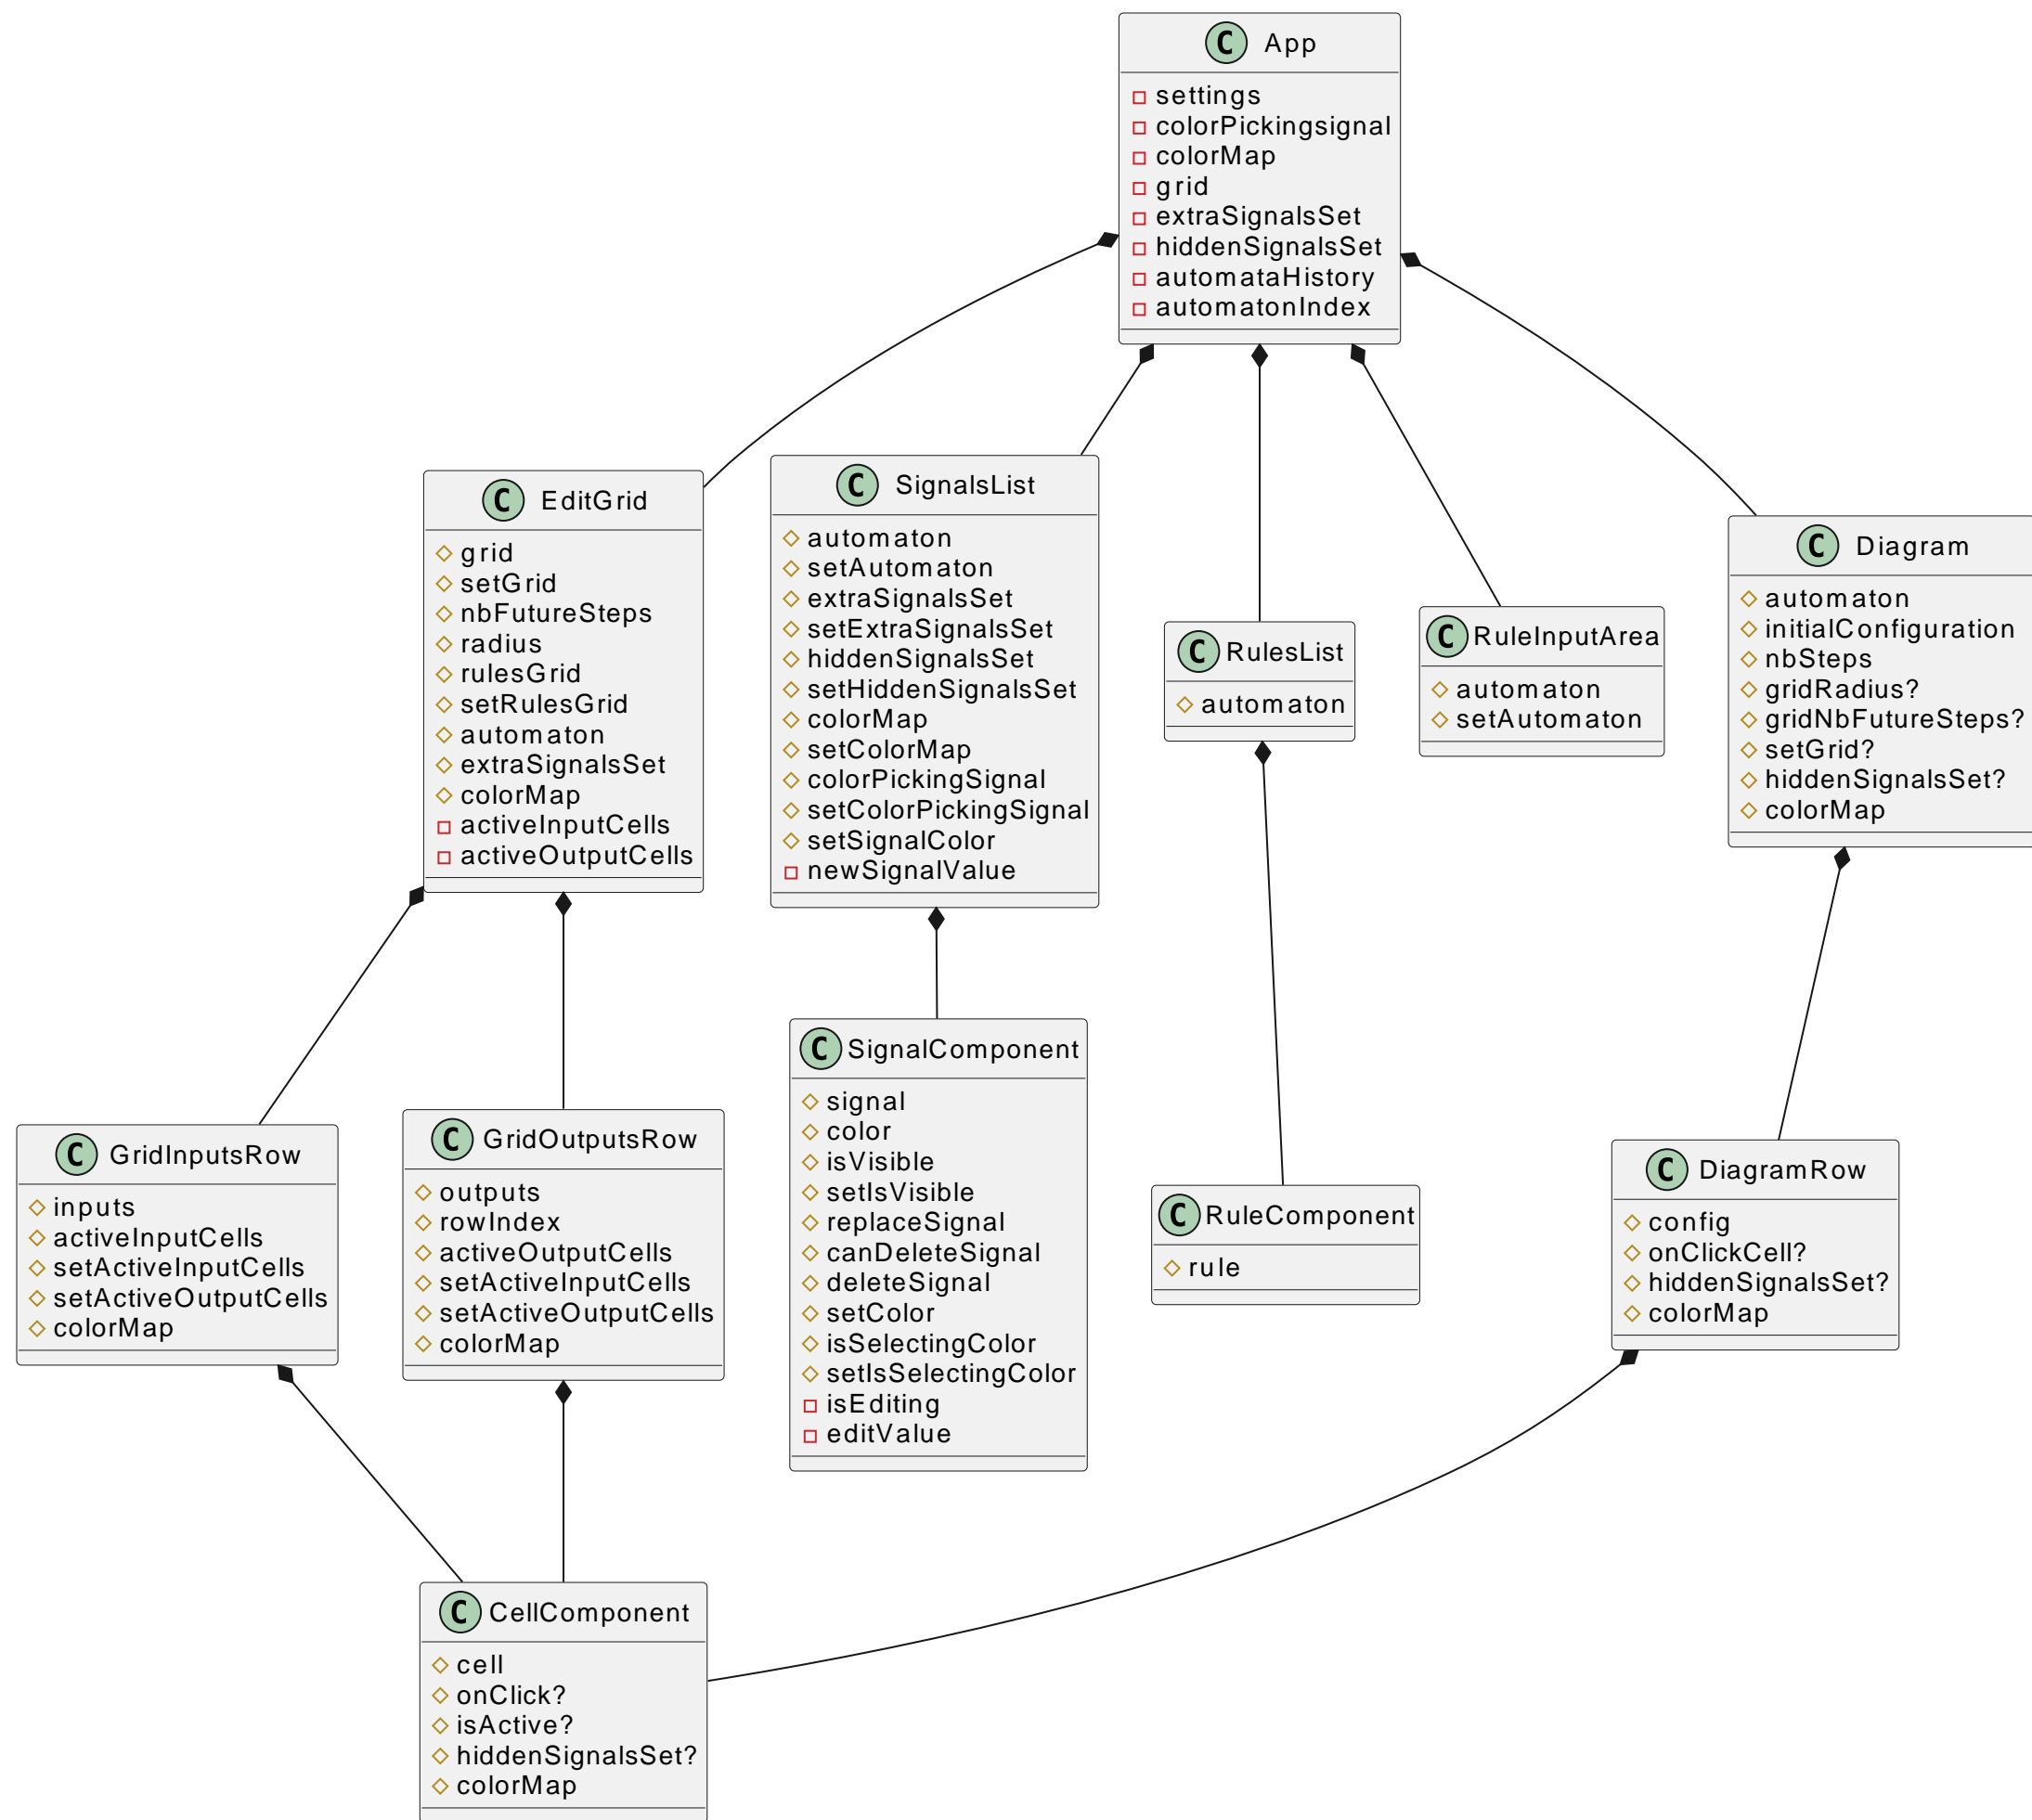 C App
settings
colorPickingsignal
colorMap
grid
extraSignalsSet
hiddenSignalsSet
automataHistory
automatonIndex
C EditGrid
grid
setGrid
nbFutureSteps
radius
rulesGrid
setRulesGrid
automaton
extraSignalsSet
colorMap
activeInputCells
activeOutputCells
C SignalsList
automaton
setAutomaton
extraSignalsSet
setExtraSignalsSet
hiddenSignalsSet
setHiddenSignalsSet
colorMap
setColorMap
colorPickingSignal
setColorPickingSignal
setSignalColor
newSignalValue
C RulesList
automaton
C RuleInputArea
automaton
setAutomaton
C Diagram
automaton
initialConfiguration
nbSteps
gridRadius?
gridNbFutureSteps?
setGrid?
hiddenSignalsSet?
colorMap
C GridInputsRow
inputs
activeInputCells
setActiveInputCells
setActiveOutputCells
colorMap
C GridOutputsRow
outputs
rowIndex
activeOutputCells
setActiveInputCells
setActiveOutputCells
colorMap
C SignalComponent
signal
color
isVisible
setIsVisible
replaceSignal
canDeleteSignal
deleteSignal
setColor
isSelectingColor
setIsSelectingColor
isEditing
editValue
C RuleComponent
rule
C DiagramRow
config
onClickCell?
hiddenSignalsSet?
colorMap
C CellComponent
cell
onClick?
isActive?
hiddenSignalsSet?
colorMap